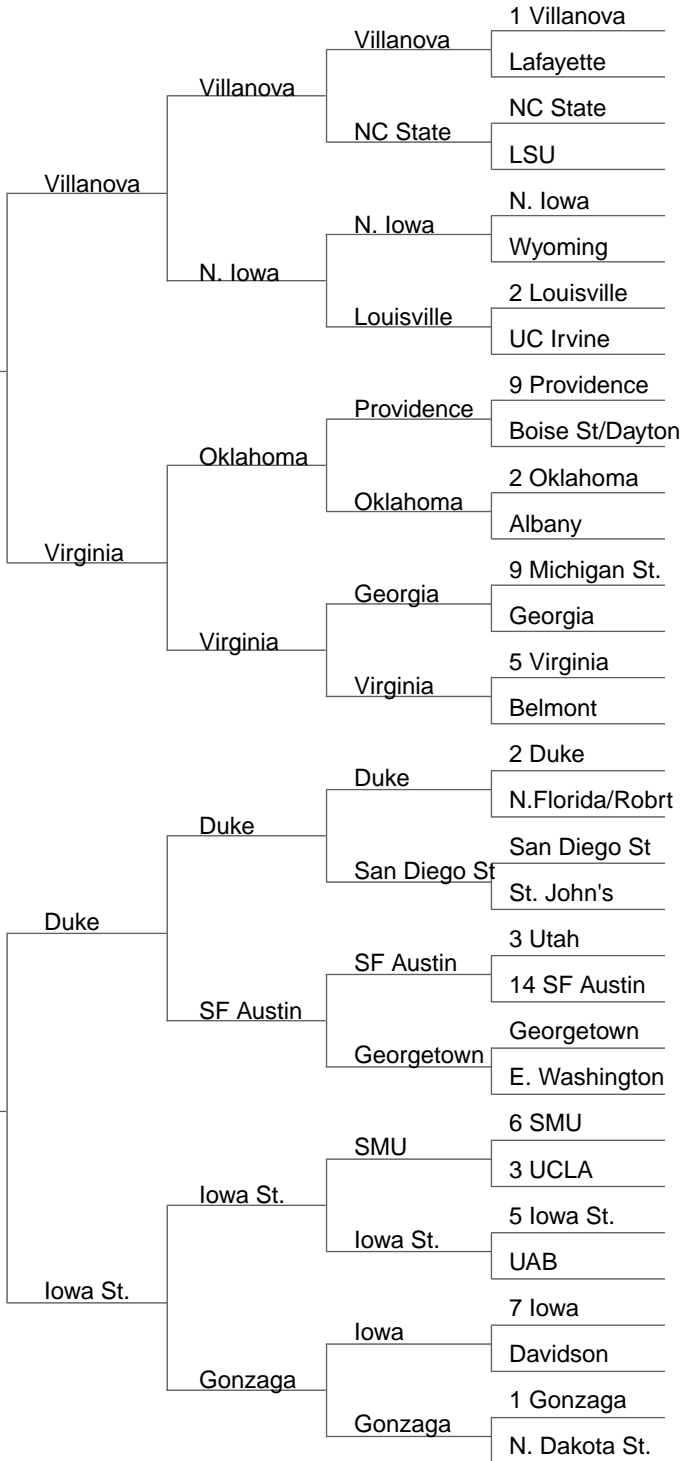 1 Villanova
Villanova
Lafayette
Villanova
NC State
NC State
LSU
Villanova
N. Iowa
N. Iowa
Wyoming
N. Iowa
2 Louisville
Louisville
UC Irvine
9 Providence
Providence
Boise St/Dayton
Oklahoma
2 Oklahoma
Oklahoma
Albany
Virginia
9 Michigan St.
Georgia
Georgia
Virginia
5 Virginia
Virginia
Belmont
2 Duke
Duke
N.Florida/Robrt
Duke
San Diego St
San Diego St
St. John's
Duke
3 Utah
SF Austin
14 SF Austin
SF Austin
Georgetown
Georgetown
E. Washington
6 SMU
SMU
3 UCLA
Iowa St.
5 Iowa St.
Iowa St.
UAB
Iowa St.
7 Iowa
Iowa
Davidson
Gonzaga
1 Gonzaga
Gonzaga
N. Dakota St.